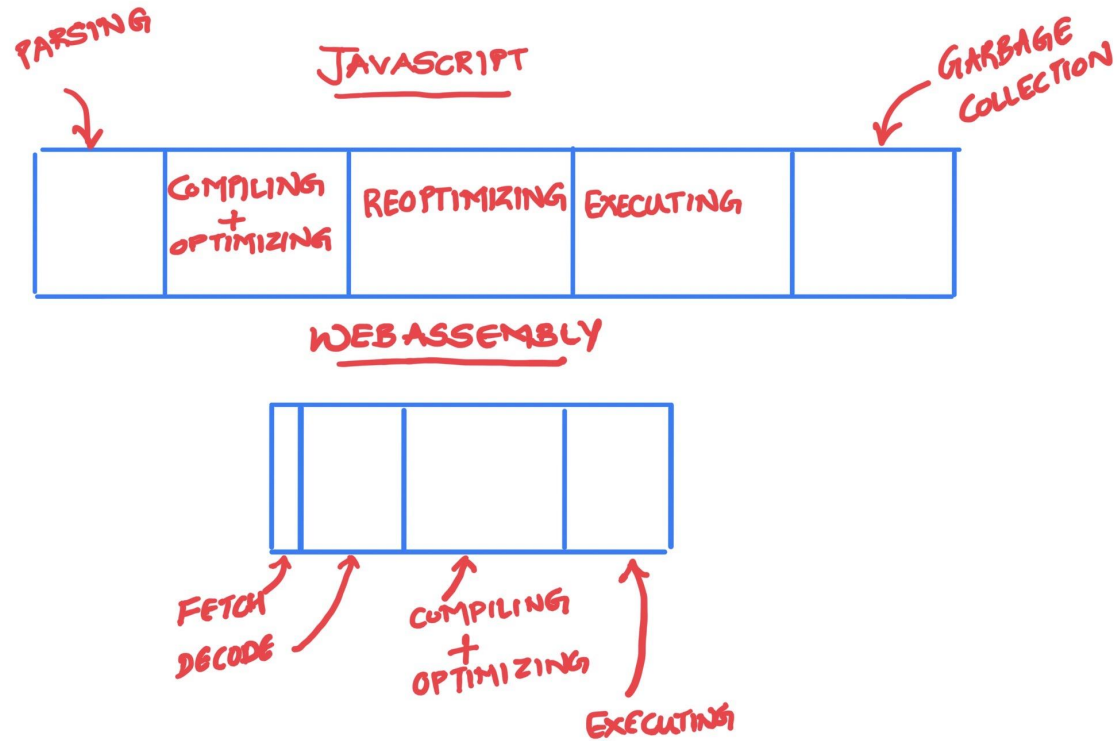 PARSING
JAVASCRIPT
GARBAGE
COLLECTION
COMPILING
+
OPTIMIZING
REOPTIMIZING
EXECUTING
WEBASSEMBLY
FETCH
DECODE
COMPILING
+
OPTIMIZING
EXECUTING